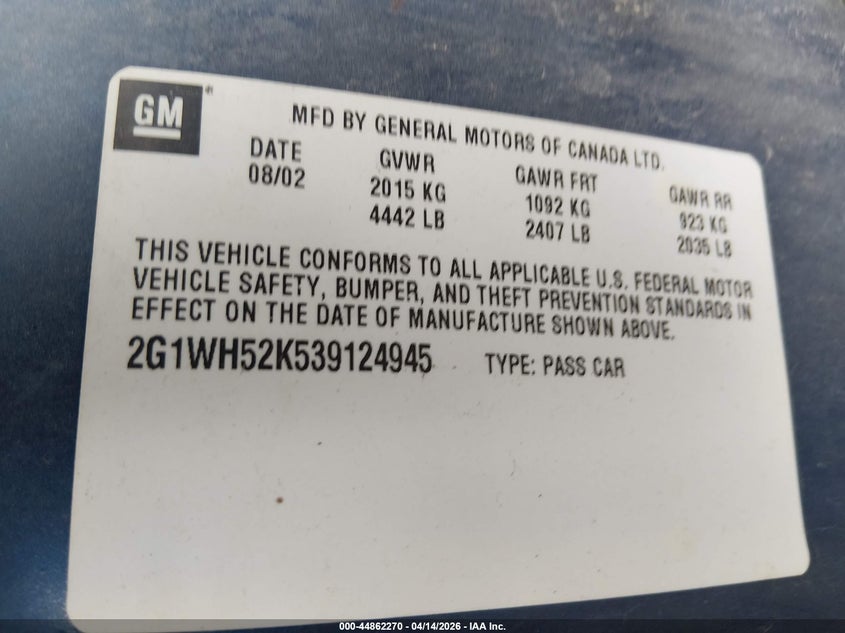 GM®
MFD BY GENERAL MOTORS OF CANADA LTD.
DATE GVWR GAWR FRT GAWR RR
08/02 2015 KG 1092 KG 923 KG
4442 LB 2407 LB 2035 LB
THIS VEHICLE CONFORMS TO ALL APPLICABLE U.S. FEDERAL MOTOR
VEHICLE SAFETY, BUMPER, AND THEFT PREVENTION STANDARDS IN
EFFECT ON THE DATE OF MANUFACTURE SHOWN ABOVE.
2G1WH52K539124945 TYPE: PASS CAR
000-44862270 - 04/14/2026 - IAA Inc.